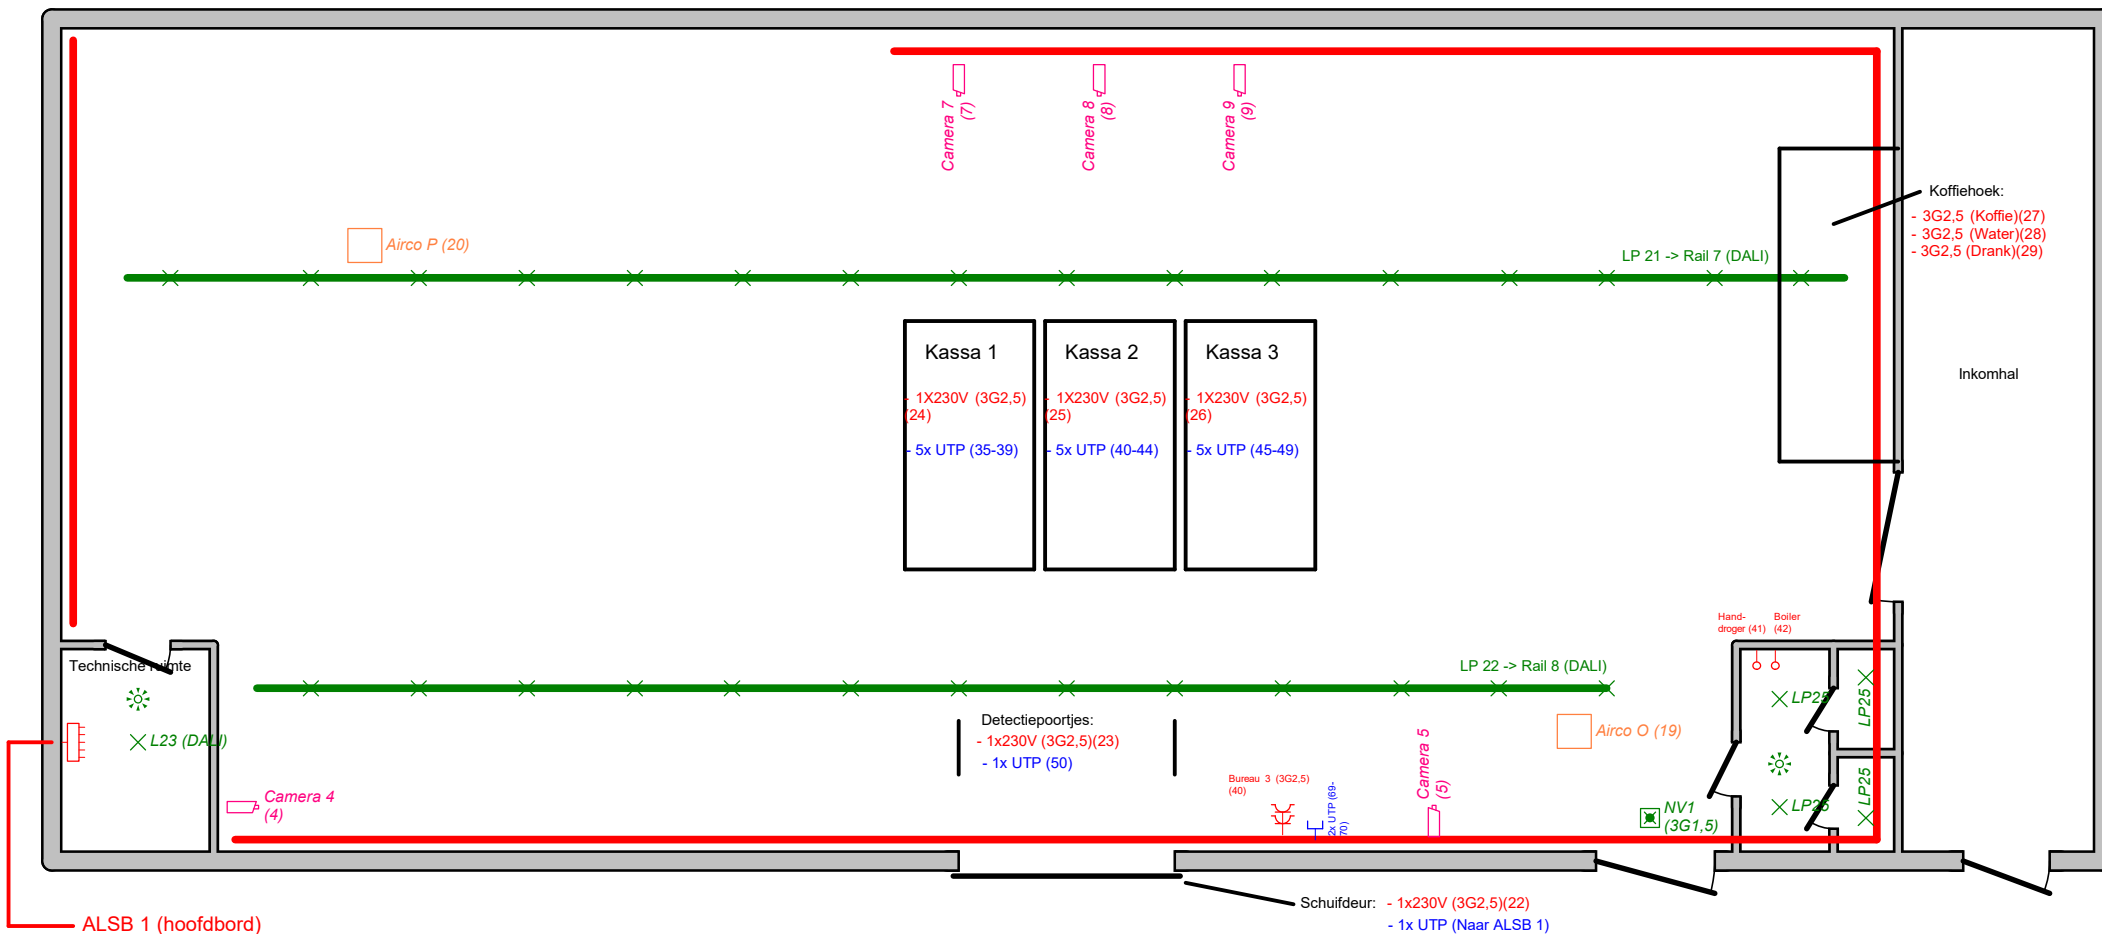 Camera 7
(7)
Camera 8
(8)
Camera 9
(9)
Koffiehoek:
- 3G2,5 (Koffie)(27)
- 3G2,5 (Water)(28)
- 3G2,5 (Drank)(29)
Airco P (20)
LP 21 -> Rail 7 (DALI)
Kassa 1
- 1X230V (3G2,5)
(24)
- 5x UTP (35-39)
Kassa 2
- 1X230V (3G2,5)
(25)
- 5x UTP (40-44)
Kassa 3
- 1X230V (3G2,5)
(26)
- 5x UTP (45-49)
Inkomhal
Hand-
droger (41)
Boiler
(42)
Technische ruimte
LP 22 -> Rail 8 (DALI)
LP25
LP25
L23 (DALI)
Detectiepoortjes:
- 1x230V (3G2,5)(23)
- 1x UTP (50)
Airco O (19)
Camera 5
(5)
Bureau 3 (3G2,5)
(40)
2x UTP (69-
70)
Camera 4
(4)
NV1
(3G1,5)
LP25
LP25
Schuifdeur:
- 1x230V (3G2,5)(22)
- 1x UTP (Naar ALSB 1)
ALSB 1 (hoofdbord)